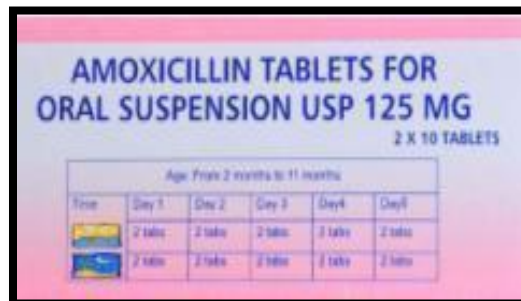 AMOXICILLIN TABLETS FOR
ORAL SUSPENSION USP 125 MG
2 X 10 TABLETS
Age: From 2 months to 11 months
Time Day 1 Day 2 Day 3 Day4 Day5
2 tabs 2 tabs 2 tabs 2 tabs 2 tabs
2 tabs 2 tabs 2 tabs 2 tabs 2 tabs